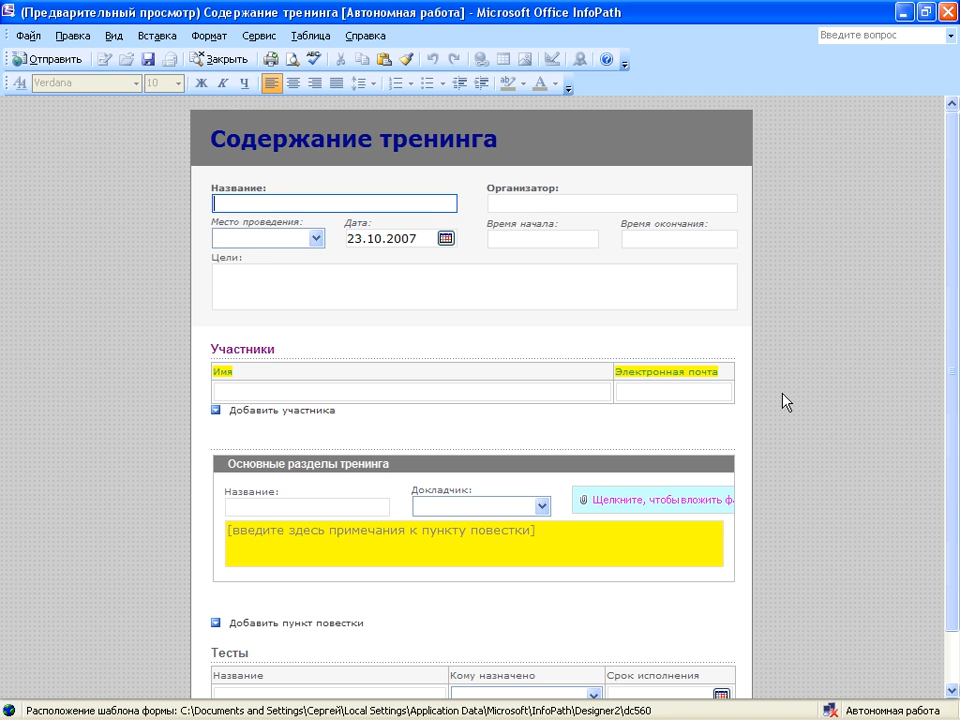 (Предварительный просмотр) Содержание тренинга [Автономная работа] - Microsoft Office InfoPath
Файл Правка Вид Вставка Формат Сервис Таблица Справка Введите вопрос
Отправить Закрыть
Verdana 10 Ж К Ч
Содержание тренинга
Название: Организатор:
Место проведения: Дата: Время начала: Время окончания:
23.10.2007
Цели:
Участники
Имя Электронная почта
Добавить участника
Основные разделы тренинга
Название: Докладчик: Щелкните, чтобы вложить ф
[введите здесь примечания к пункту повестки]
Добавить пункт повестки
Тесты
Название Кому назначено Срок исполнения
Расположение шаблона формы: C:\Documents and Settings\Сергей\Local Settings\Application Data\Microsoft\InfoPath\Designer2\dc560 Автономная работа